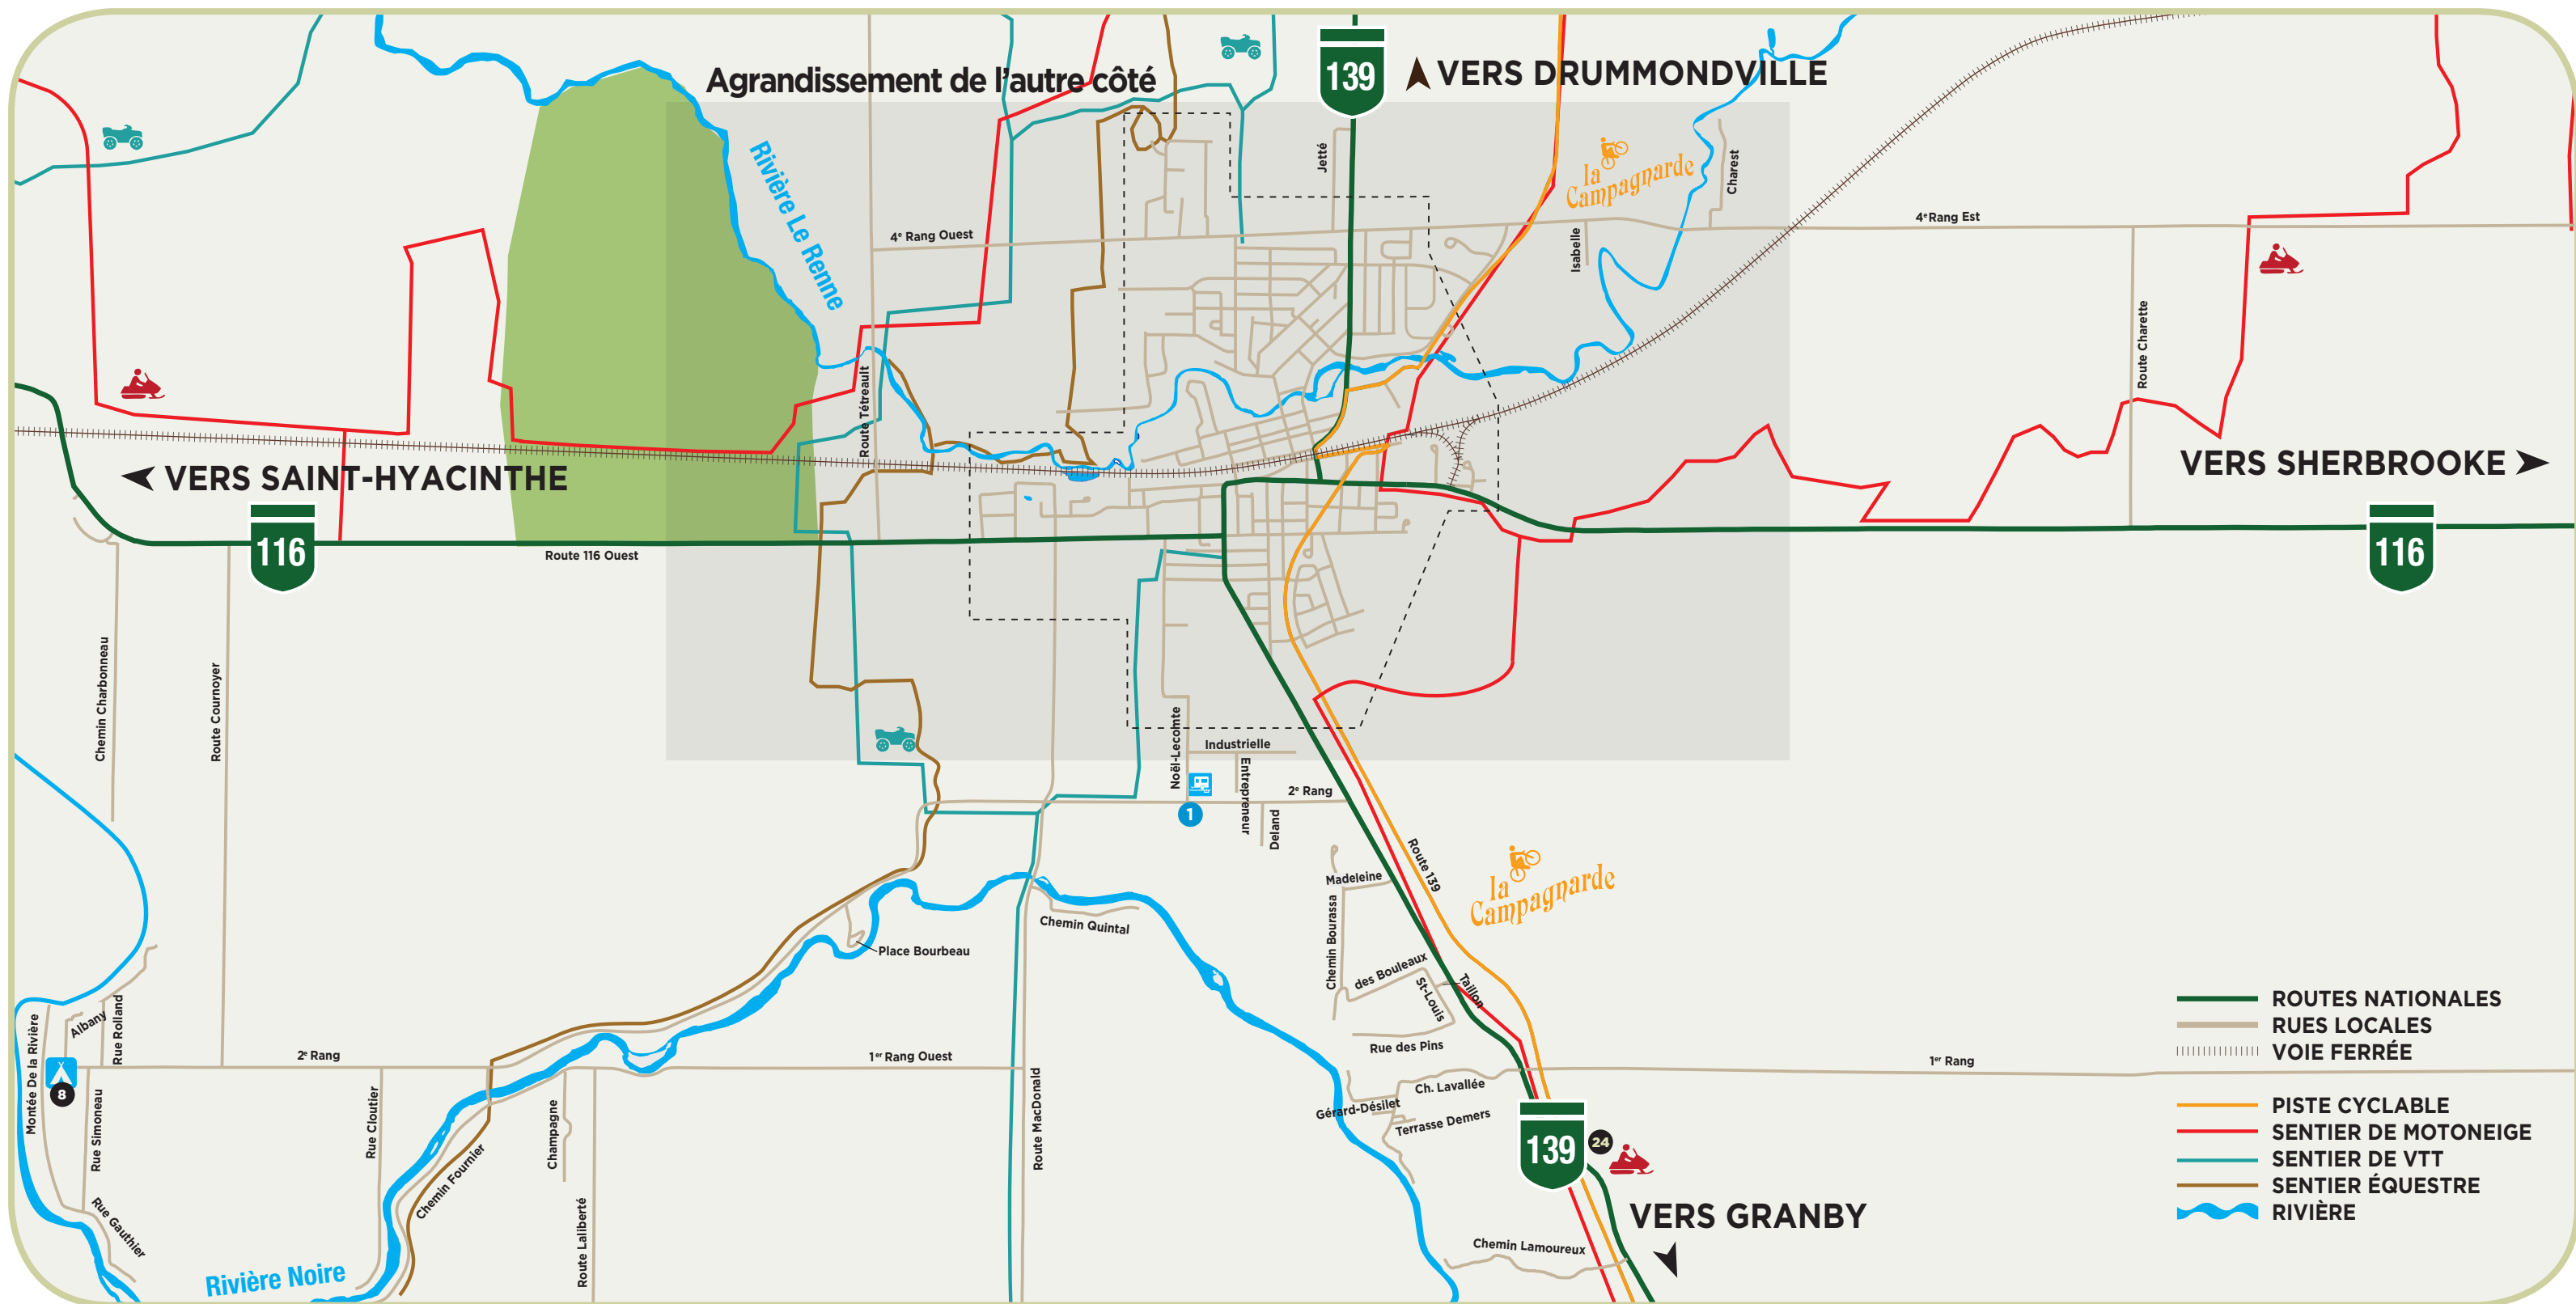 Agrandissement de l'autre côté
139
VERS DRUMMONDVILLE
Rivière Le Renne
Jetté
la
Campagnarde
Charest
4e Rang Ouest
Isabelle
4e Rang Est
Route Charette
Route Tétreault
VERS SAINT-HYACINTHE
VERS SHERBROOKE
116
Route 116 Ouest
116
Chemin Charbonneau
Route Cournoyer
Noël-Lecomte
Industrielle
Entrepreneur
2e Rang
1
Deland
Route 139
Madeleine
la
Campagnarde
Chemin Bourassa
Chemin Quintal
Place Bourbeau
des Bouleaux
St-Louis
Taillon
Rue des Pins
Albany
Rue Rolland
Montée De la Rivière
8
2e Rang
1er Rang Ouest
1er Rang
Rue Simoneau
Rue Cloutier
Champagne
Route MacDonald
Ch. Lavallée
Gérard-Désilet
Terrasse Demers
139
24
Chemin Fournier
Rue Gauthier
Route Laliberté
VERS GRANBY
Chemin Lamoureux
Rivière Noire
ROUTES NATIONALES
RUES LOCALES
VOIE FERRÉE
PISTE CYCLABLE
SENTIER DE MOTONEIGE
SENTIER DE VTT
SENTIER ÉQUESTRE
RIVIÈRE